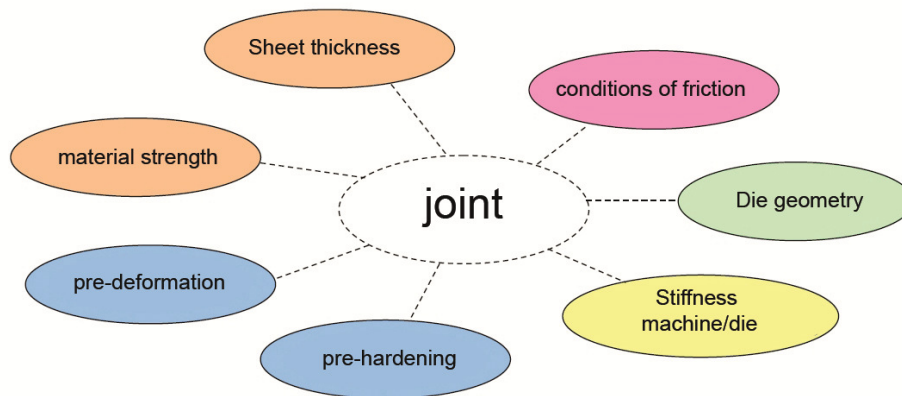 Sheet thickness
conditions of friction
material strength
joint
Die geometry
pre-deformation
Stiffness
machine/die
pre-hardening